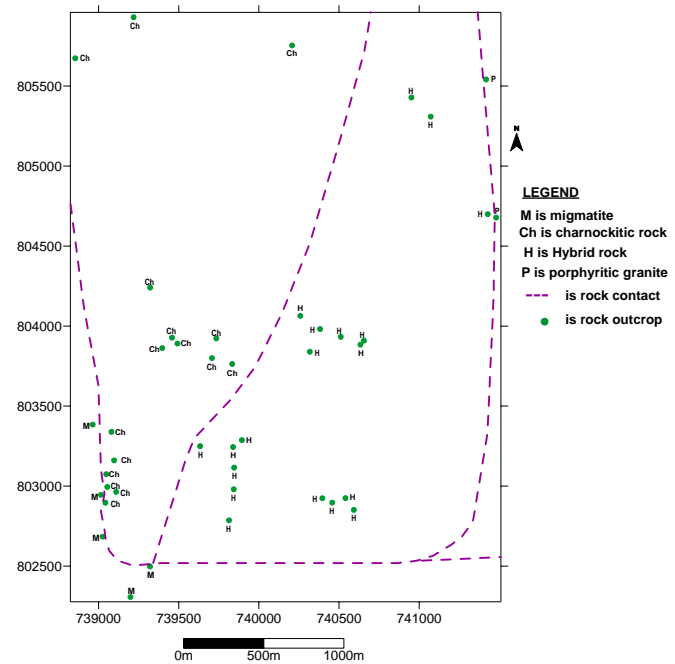 Ch
Ch
Ch
805500
H
P
H
805000
N
LEGEND
H
P
M is migmatite
Ch is charnockitic rock
804500
H is Hybrid rock
P is porphyritic granite
Ch
is rock contact
H
is rock outcrop
804000
H
H
H
Ch
Ch
Ch
Ch
H
H
Ch
Ch
803500
M
Ch
H
H
H
Ch
H
Ch
803000
Ch
Ch
M
Ch
H
H
H
H
H
H
M
802500
M
M
739000 739500 740000 740500 741000
0m 500m 1000m